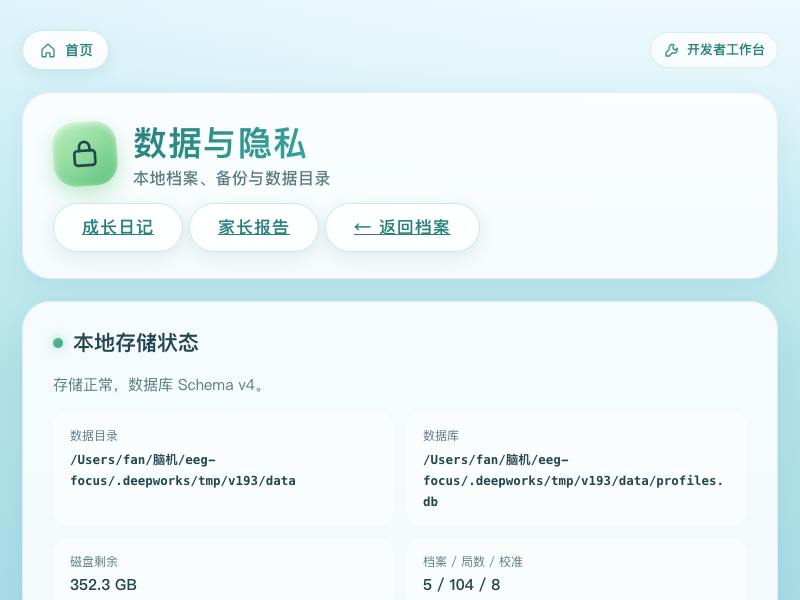 首页
开发者工作台
数据与隐私
本地档案、备份与数据目录
成长日记
家长报告
← 返回档案
本地存储状态
存储正常，数据库 Schema v4。
数据目录
/Users/fan/脑机/eeg-
focus/.deepworks/tmp/v193/data
数据库
/Users/fan/脑机/eeg-
focus/.deepworks/tmp/v193/data/profiles.
db
磁盘剩余
352.3 GB
档案 / 局数 / 校准
5 / 104 / 8